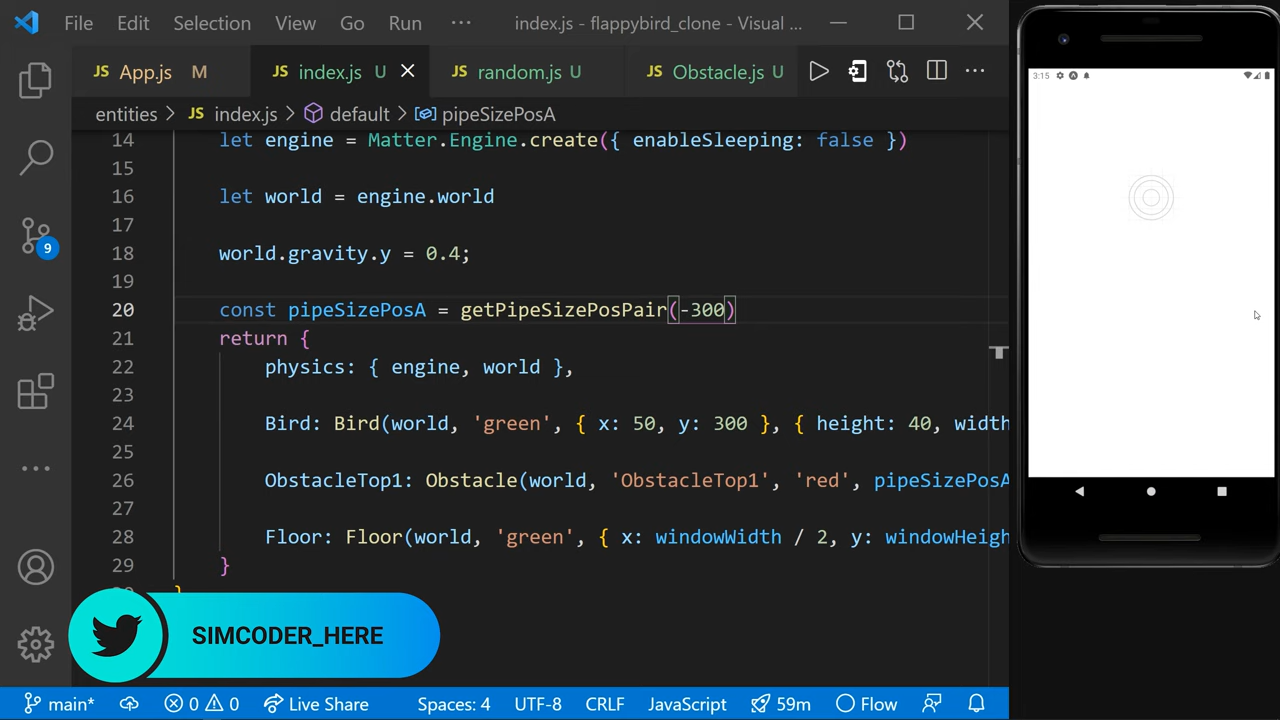 File Edit Selection View Go Run ··· index.js - flappybird_clone - Visual ...
JS App.js M JS index.js U JS random.js U JS Obstacle.js U
entities > JS index.js > default > pipeSizePosA
14 let engine = Matter.Engine.create({ enableSleeping: false })
15
16 let world = engine.world
17
18 world.gravity.y = 0.4;
19
20 const pipeSizePosA = getPipeSizePosPair(-300)
21 return {
22 physics: { engine, world },
23
24 Bird: Bird(world, 'green', { x: 50, y: 300 }, { height: 40, width
25
26 ObstacleTop1: Obstacle(world, 'ObstacleTop1', 'red', pipeSizePosA
27
28 Floor: Floor(world, 'green', { x: windowWidth / 2, y: windowHeigh
29 }
9
SIMCODER_HERE
main* 0 0 Live Share Spaces: 4 UTF-8 CRLF JavaScript 59m Flow
3:15